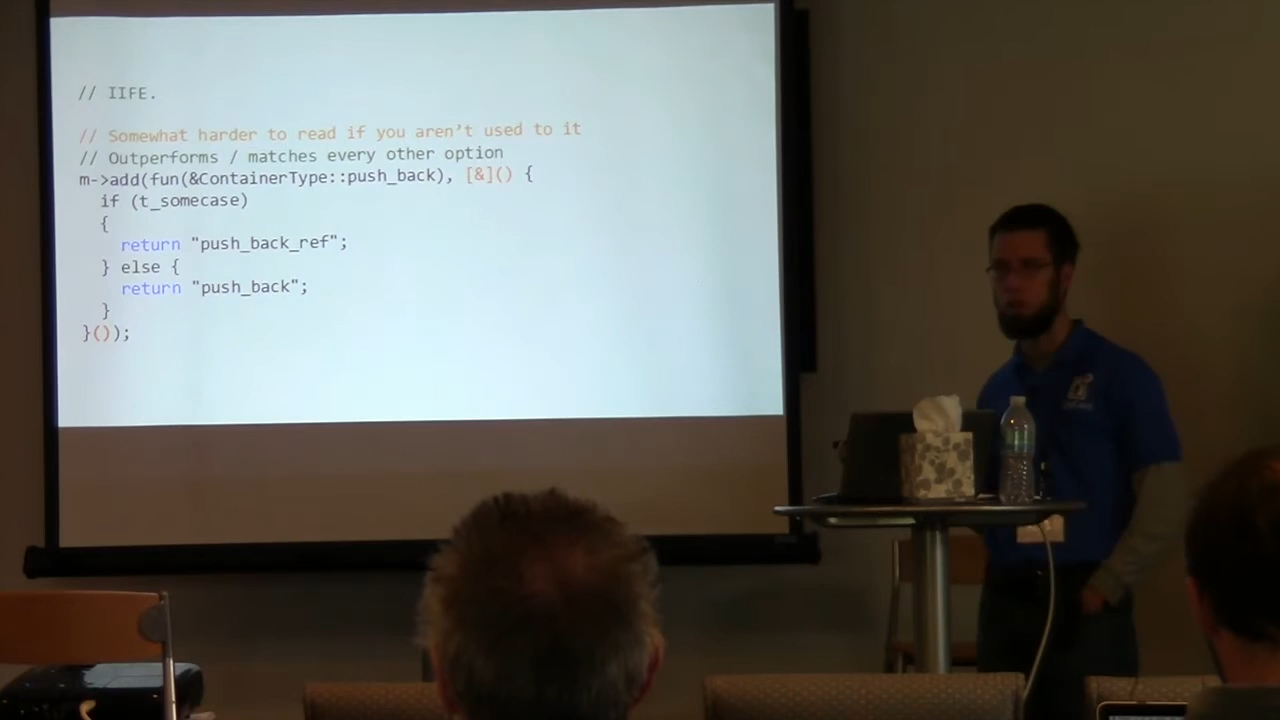 // IIFE.
// Somewhat harder to read if you aren't used to it
// Outperforms / matches every other option
m->add(fun(&ContainerType::push_back), [&]() {
  if (t_somecase)
  {
    return "push_back_ref";
  } else {
    return "push_back";
  }
}());